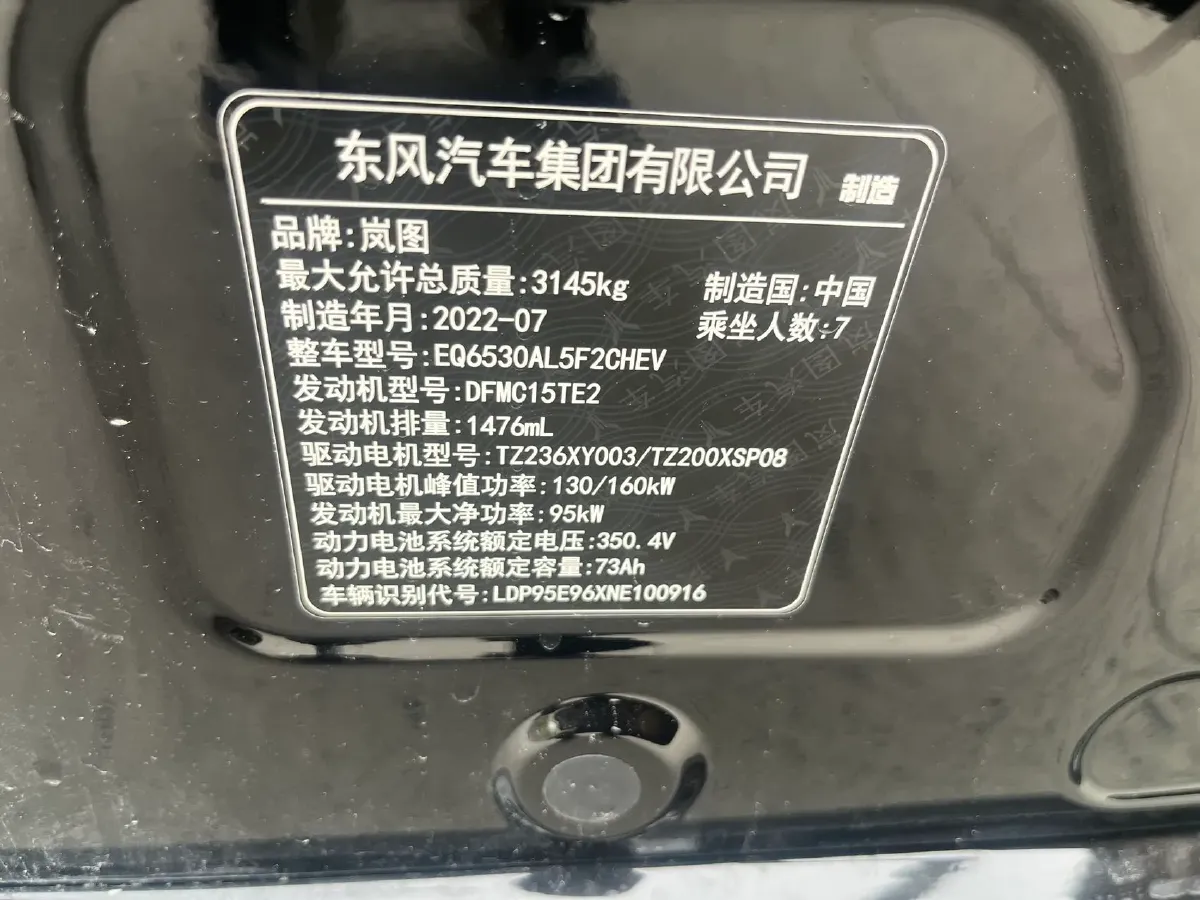 东风汽车集团有限公司 制造
品牌:岚图
最大允许总质量:3145kg 制造国:中国
制造年月:2022-07 乘坐人数:7
整车型号:EQ6530AL5F2CHEV
发动机型号:DFMC15TE2
发动机排量:1476mL
驱动电机型号:TZ236XY003/TZ200XSP08
驱动电机峰值功率:130/160kW
发动机最大净功率:95kW
动力电池系统额定电压:350.4V
动力电池系统额定容量:73Ah
车辆识别代号:LDP95E96XNE100916